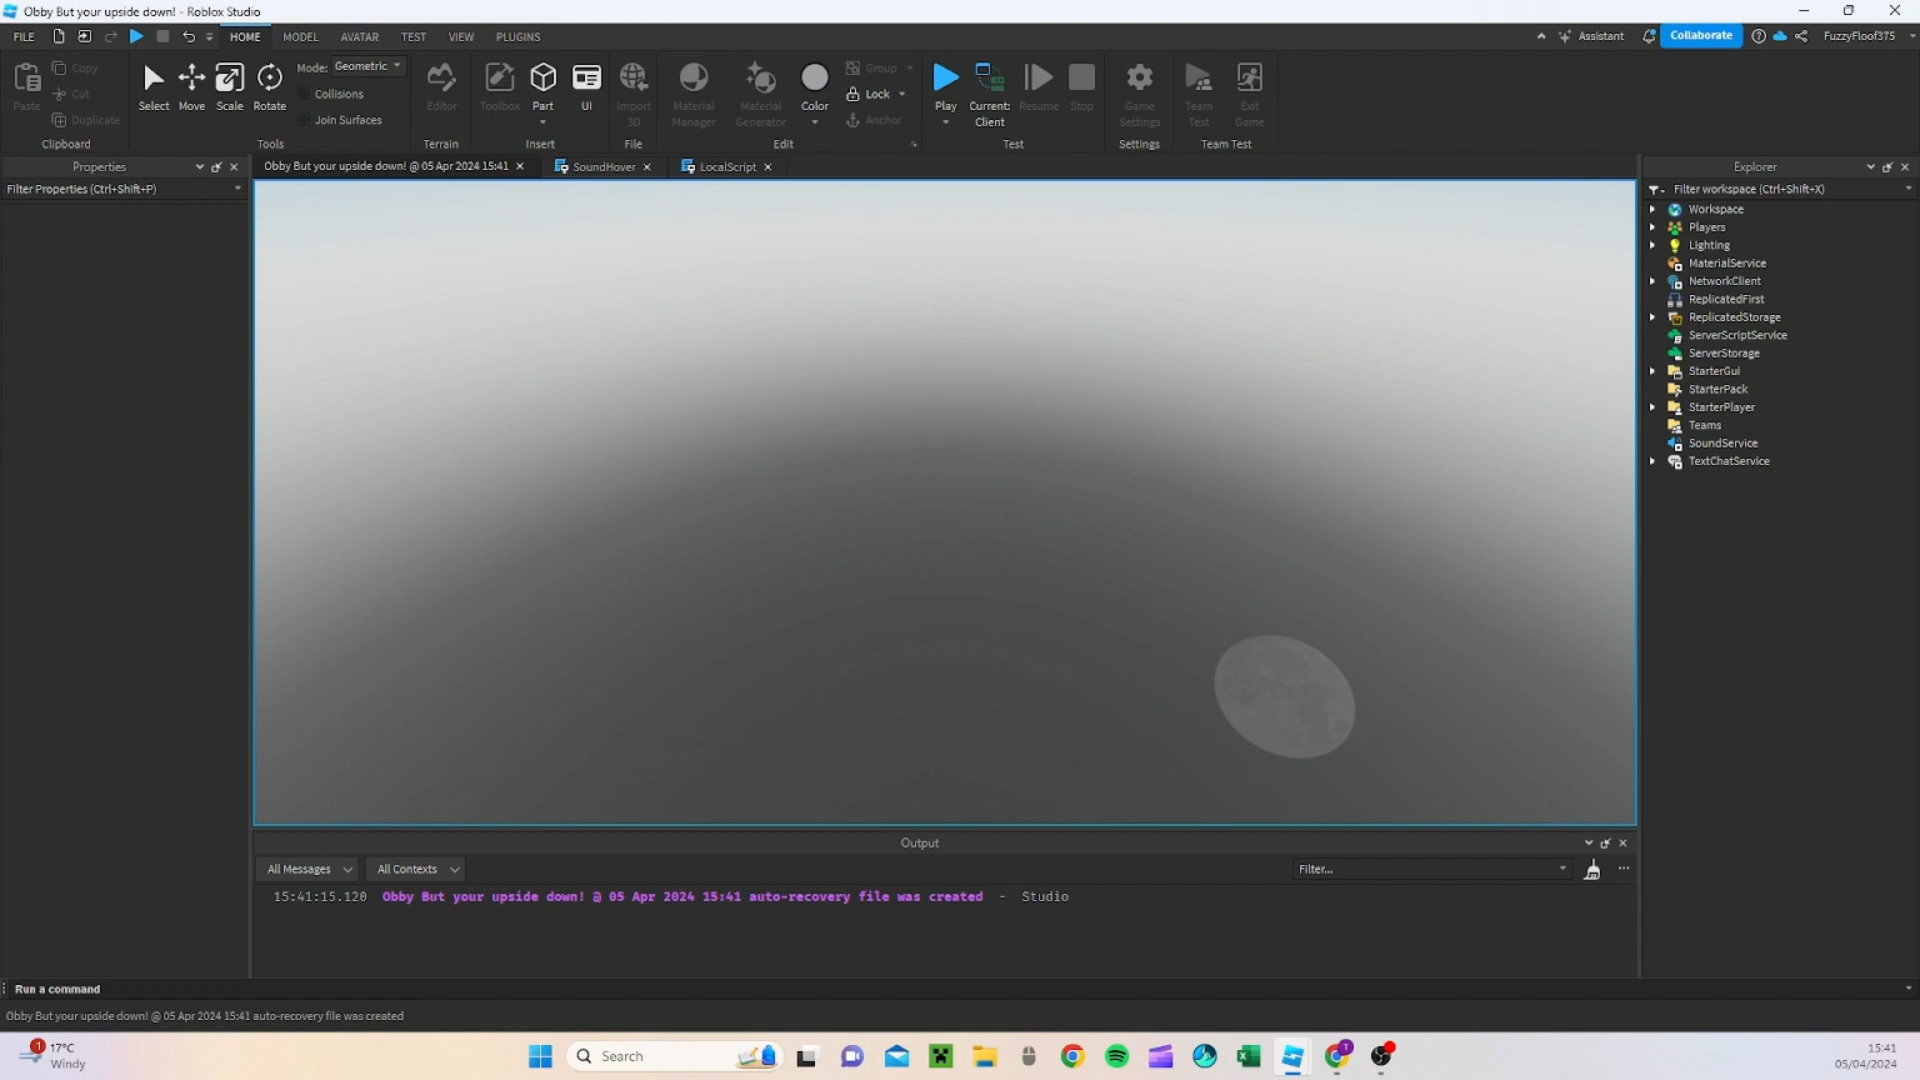 Obby But your upside down! - Roblox Studio
FILE HOME MODEL AVATAR TEST VIEW PLUGINS Assistant Collaborate FuzzyFloof375
Paste Copy Cut Duplicate Clipboard
Select Move Scale Rotate Mode: Geometric Collisions Join Surfaces Tools
Editor Terrain
Toolbox Part UI Insert
Import 3D File
Material Manager Material Generator Color Group Lock Anchor Edit
Play Current: Client Resume Stop Test
Game Settings Settings
Team Test Exit Game Team Test
Properties
Filter Properties (Ctrl+Shift+P)
Obby But your upside down! @ 05 Apr 2024 15:41 SoundHover LocalScript
Explorer
Filter workspace (Ctrl+Shift+X)
Workspace
Players
Lighting
MaterialService
NetworkClient
ReplicatedFirst
ReplicatedStorage
ServerScriptService
ServerStorage
StarterGui
StarterPack
StarterPlayer
Teams
SoundService
TextChatService
Output
All Messages All Contexts Filter...
15:41:15.120 Obby But your upside down! @ 05 Apr 2024 15:41 auto-recovery file was created - Studio
Run a command
Obby But your upside down! @ 05 Apr 2024 15:41 auto-recovery file was created
1 17°C
Windy
Search
T
15:41
05/04/2024